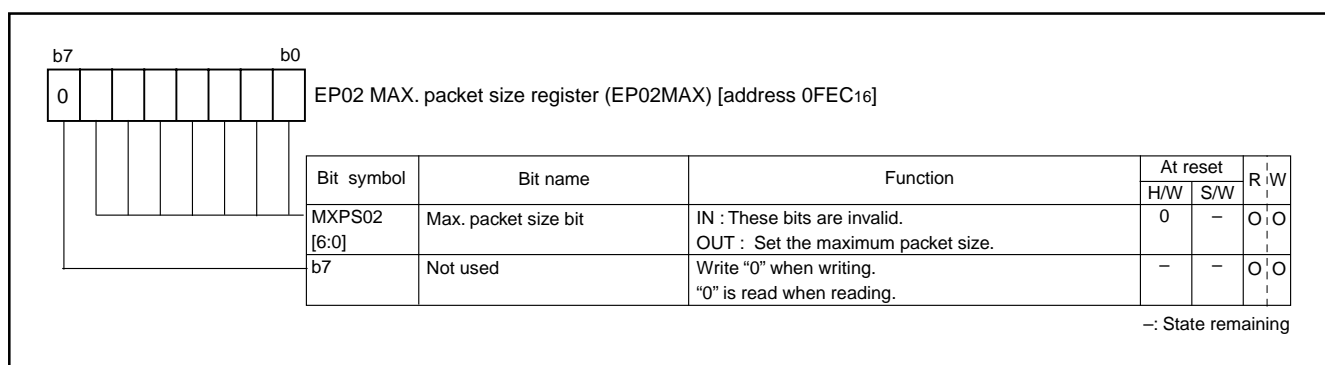 b7 b0
0 EP02 MAX. packet size register (EP02MAX) [address 0FEC16]
Bit symbol Bit name Function At reset R W
H/W S/W
MXPS02 Max. packet size bit IN : These bits are invalid. 0 – O O
[6:0] OUT : Set the maximum packet size.
b7 Not used Write “0” when writing. – – O O
“0” is read when reading.
–: State remaining